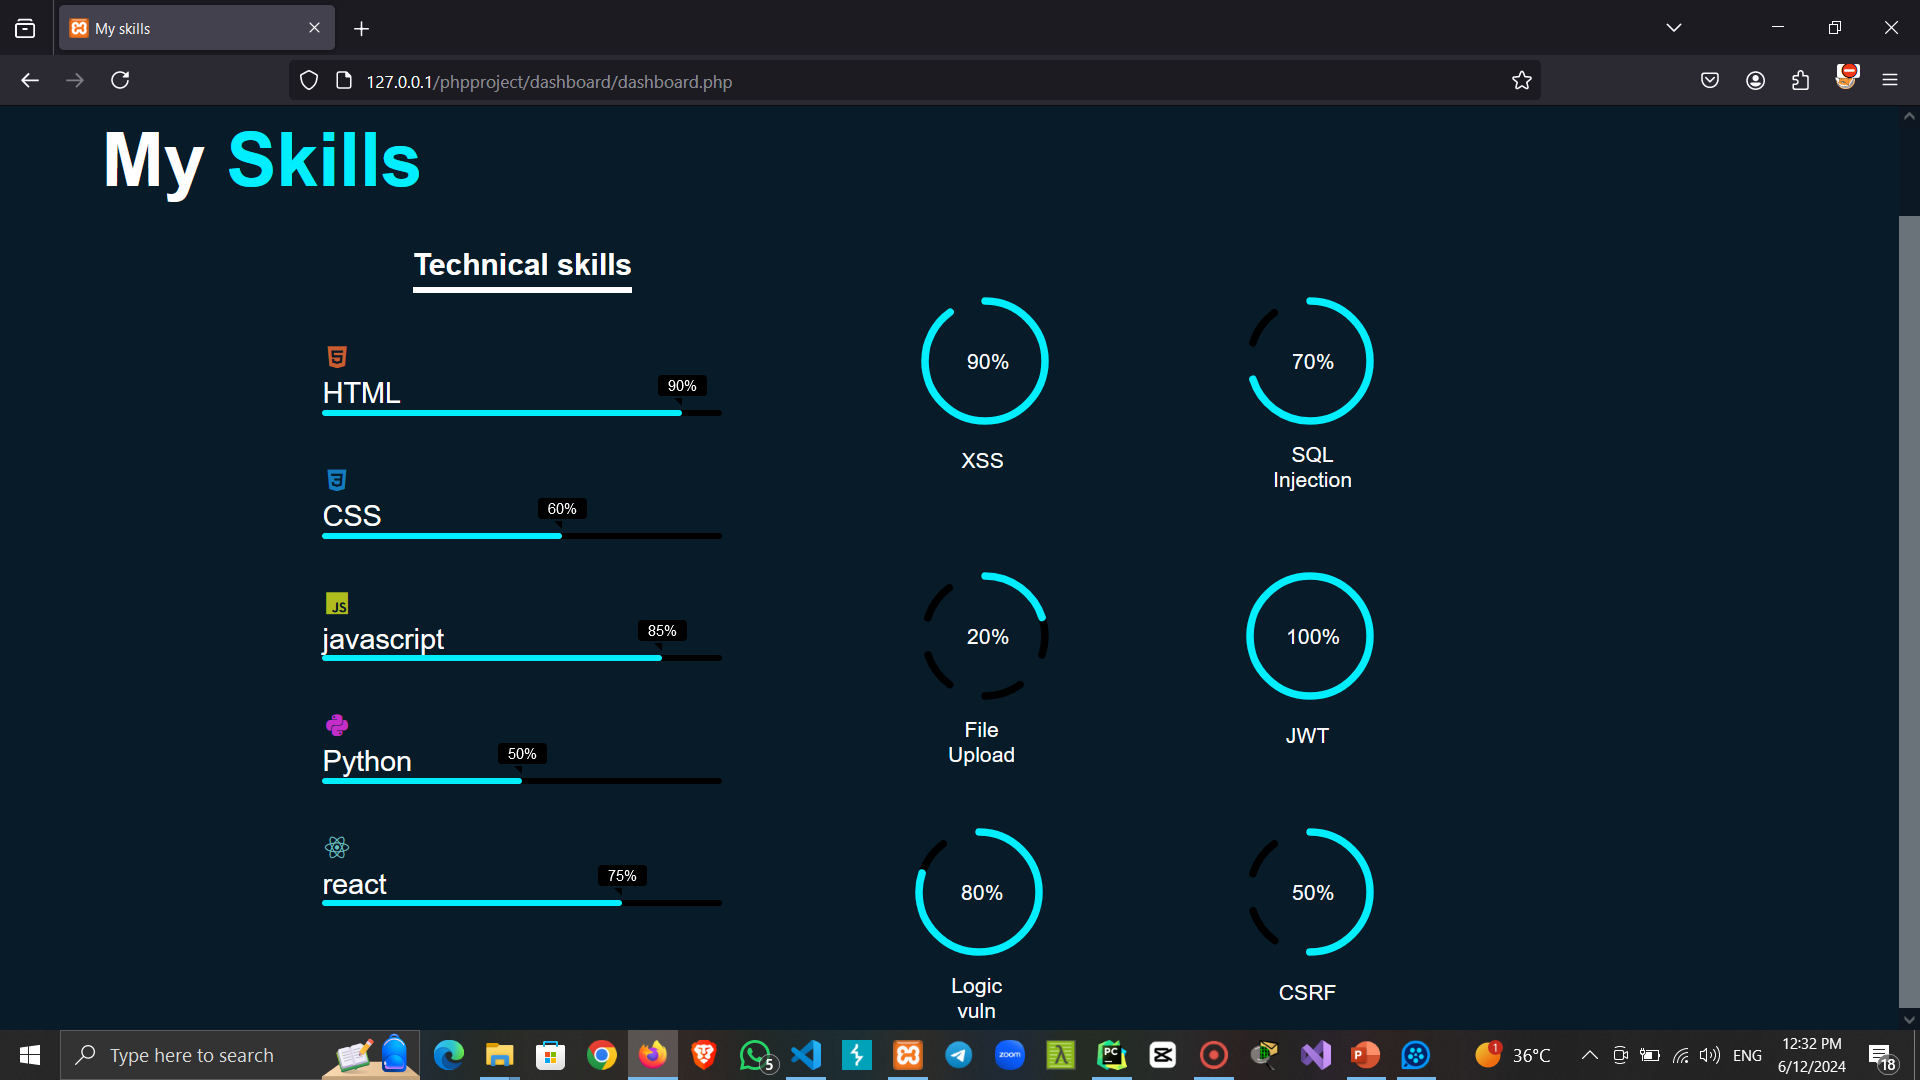 My skills
127.0.0.1/phpproject/dashboard/dashboard.php
My Skills
Technical skills
HTML
90%
CSS
60%
JS
javascript
85%
Python
50%
react
75%
90%
XSS
70%
SQL
Injection
20%
File
Upload
100%
JWT
80%
Logic
vuln
50%
CSRF
Type here to search
5
zoom
PC
1
36°C
ENG
12:32 PM
6/12/2024
18